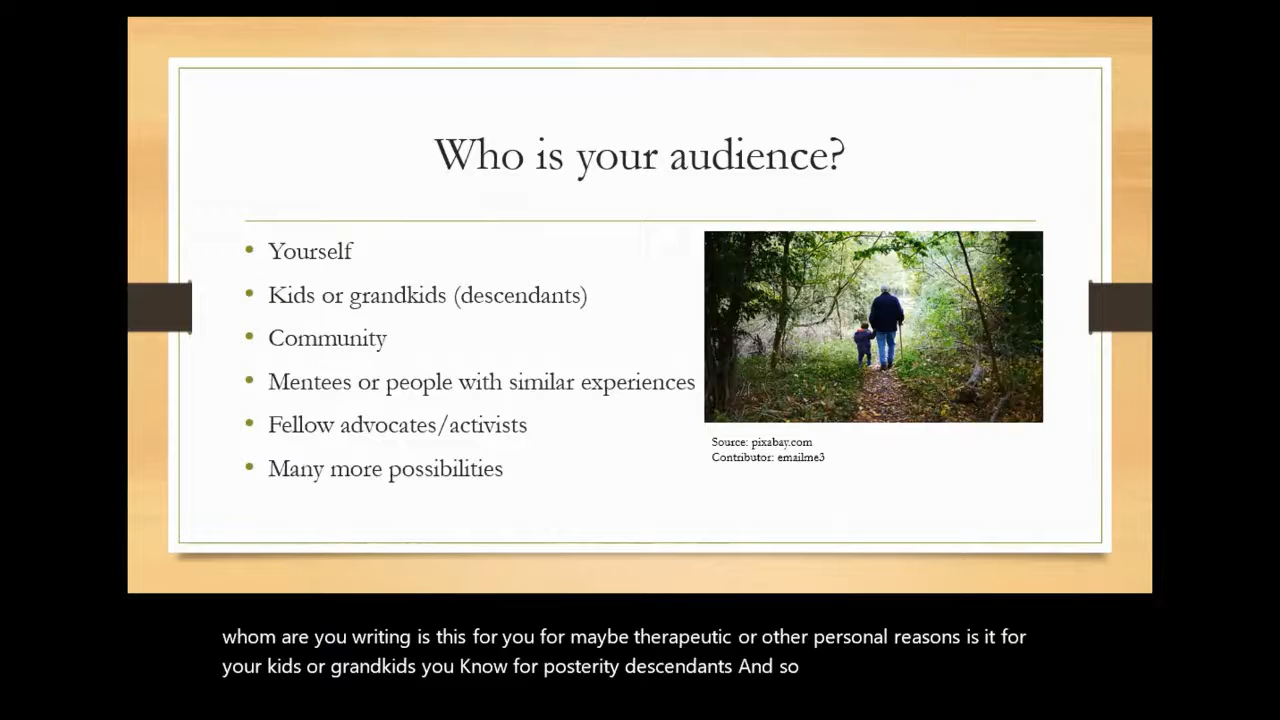 Who is your audience?
• Yourself
• Kids or grandkids (descendants)
• Community
• Mentees or people with similar experiences
• Fellow advocates/activists
• Many more possibilities
Source: pixabay.com
Contributor: emailme3
whom are you writing is this for you for maybe therapeutic or other personal reasons is it for
your kids or grandkids you Know for posterity descendants And so